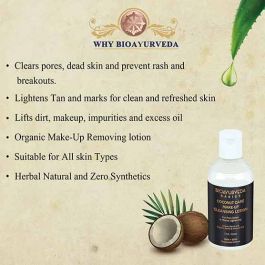 WHY BIOAYURVEDA
• Clears pores, dead skin and prevent rash and
breakouts.
• Lightens Tan and marks for clean and refreshed skin
• Lifts dirt, makeup, impurities and excess oil
• Organic Make-Up Removing lotion
• Suitable for All skin Types
• Herbal Natural and Zero Synthetics
BIOAYURVEDA
COCONUT CARE
MAKE-UP
CLEANSING LOTION